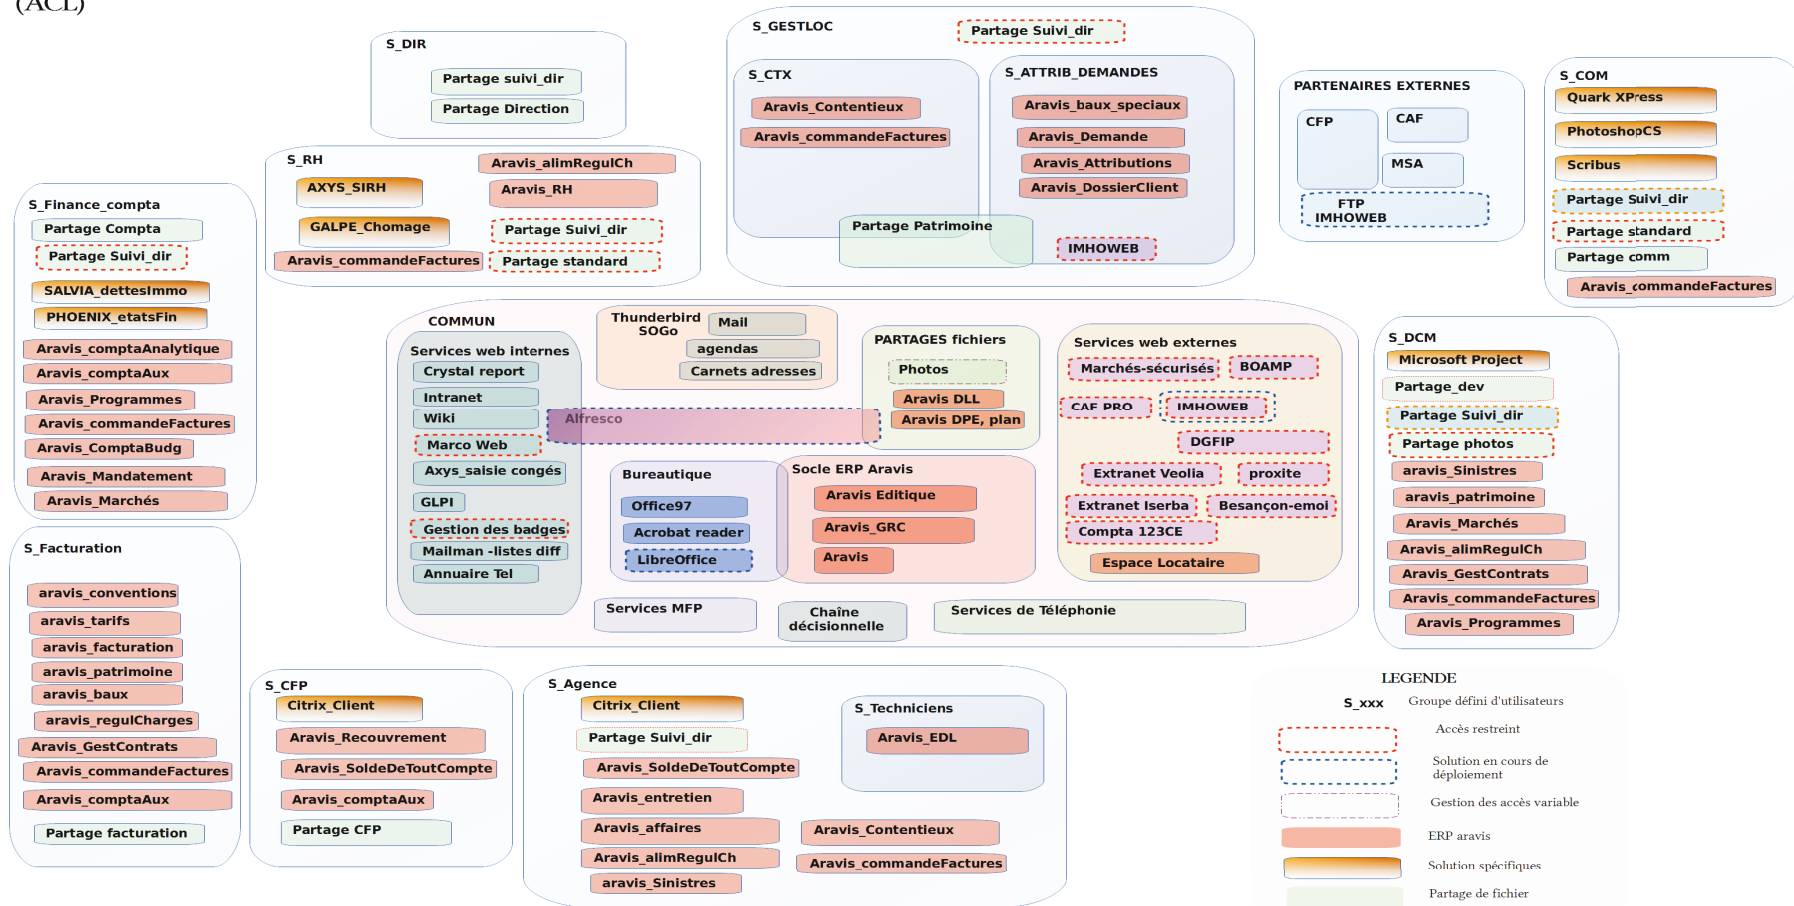 (ACL)
S_DIR
Partage suivi_dir
Partage Direction
S_RH
AXYS_SIRH
GALPE_Chomage
Aravis_commandeFactures
Aravis_alimRegulCh
Aravis_RH
Partage Suivi_dir
Partage standard
S_GESTLOC
Partage Suivi_dir
S_CTX
Aravis_Contentieux
Aravis_commandeFactures
S_ATTRIB_DEMANDES
Aravis_baux_speciaux
Aravis_Demande
Aravis_Attributions
Aravis_DossierClient
Partage Patrimoine
IMHOWEB
PARTENAIRES EXTERNES
CFP
CAF
MSA
FTP
IMHOWEB
S_COM
Quark XPress
PhotoshopCS
Scribus
Partage Suivi_dir
Partage standard
Partage comm
Aravis_commandeFactures
S_Finance_compta
Partage Compta
Partage Suivi_dir
SALVIA_dettesImmo
PHOENIX_etatsFin
Aravis_comptaAnalytique
Aravis_comptaAux
Aravis_Programmes
Aravis_commandeFactures
Aravis_ComptaBudg
Aravis_Mandatement
Aravis_Marchés
COMMUN
Services web internes
Crystal report
Intranet
Wiki
Marco Web
Axys_saisie congés
GLPI
Gestion des badges
Mailman -listes diff
Annuaire Tel
Thunderbird
SOGo
Mail
agendas
Carnets adresses
Alfresco
PARTAGES fichiers
Photos
Aravis DLL
Aravis DPE, plan
Bureautique
Office97
Acrobat reader
LibreOffice
Socle ERP Aravis
Aravis Editique
Aravis_GRC
Aravis
Services web externes
Marchés-sécurisés
BOAMP
CAF PRO
IMHOWEB
DGFIP
Extranet Veolia
proxite
Extranet Iserba
Besançon-emoi
Compta 123CE
Espace Locataire
Services MFP
Chaîne
décisionnelle
Services de Téléphonie
S_DCM
Microsoft Project
Partage_dev
Partage Suivi_dir
Partage photos
aravis_Sinistres
aravis_patrimoine
Aravis_Marchés
Aravis_alimRegulCh
Aravis_GestContrats
Aravis_commandeFactures
Aravis_Programmes
S_Facturation
aravis_conventions
aravis_tarifs
aravis_facturation
aravis_patrimoine
aravis_baux
aravis_regulCharges
Aravis_GestContrats
Aravis_commandeFactures
Aravis_comptaAux
Partage facturation
S_CFP
Citrix_Client
Aravis_Recouvrement
Aravis_SoldeDeToutCompte
Aravis_comptaAux
Partage CFP
S_Agence
Citrix_Client
Partage Suivi_dir
Aravis_SoldeDeToutCompte
Aravis_entretien
Aravis_affaires
Aravis_alimRegulCh
aravis_Sinistres
Aravis_Contentieux
Aravis_commandeFactures
S_Techniciens
Aravis_EDL
LEGENDE
S_xxx Groupe défini d'utilisateurs
Accès restreint
Solution en cours de
déploiement
Gestion des accès variable
ERP aravis
Solution spécifiques
Partage de fichier